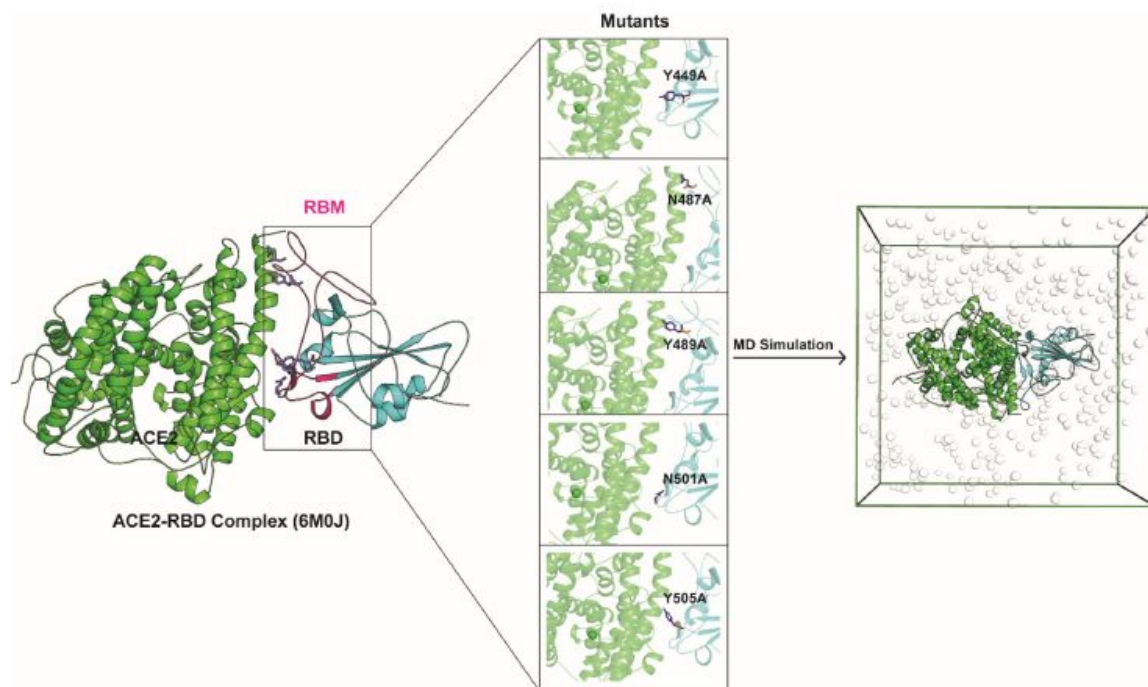 Mutants
Y449A
N487A
RBM
Y489A
MD Simulation
ACE2
RBD
N501A
ACE2-RBD Complex (6M0J)
Y505A